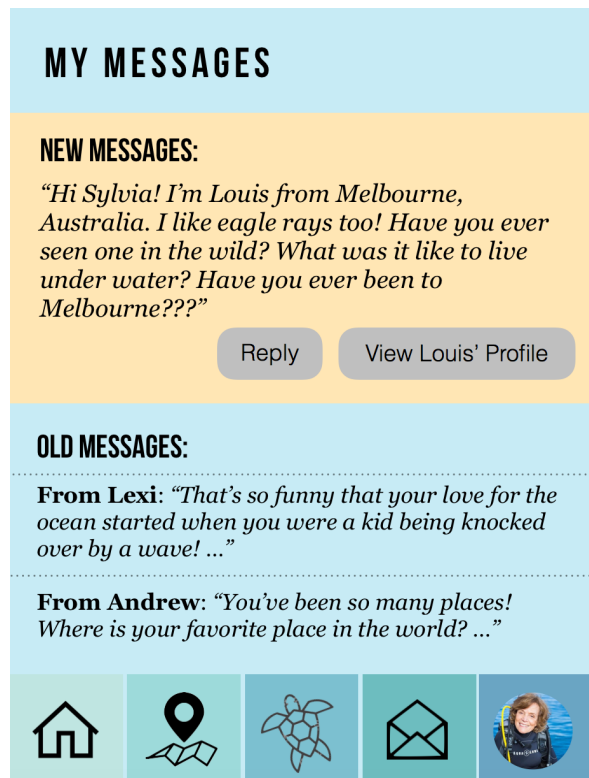 MY MESSAGES
NEW MESSAGES:
“Hi Sylvia! I’m Louis from Melbourne,
Australia. I like eagle rays too! Have you ever
seen one in the wild? What was it like to live
under water? Have you ever been to
Melbourne???”
Reply
View Louis’ Profile
OLD MESSAGES:
From Lexi: “That’s so funny that your love for the
ocean started when you were a kid being knocked
over by a wave! ...”
From Andrew: “You’ve been so many places!
Where is your favorite place in the world? ...”